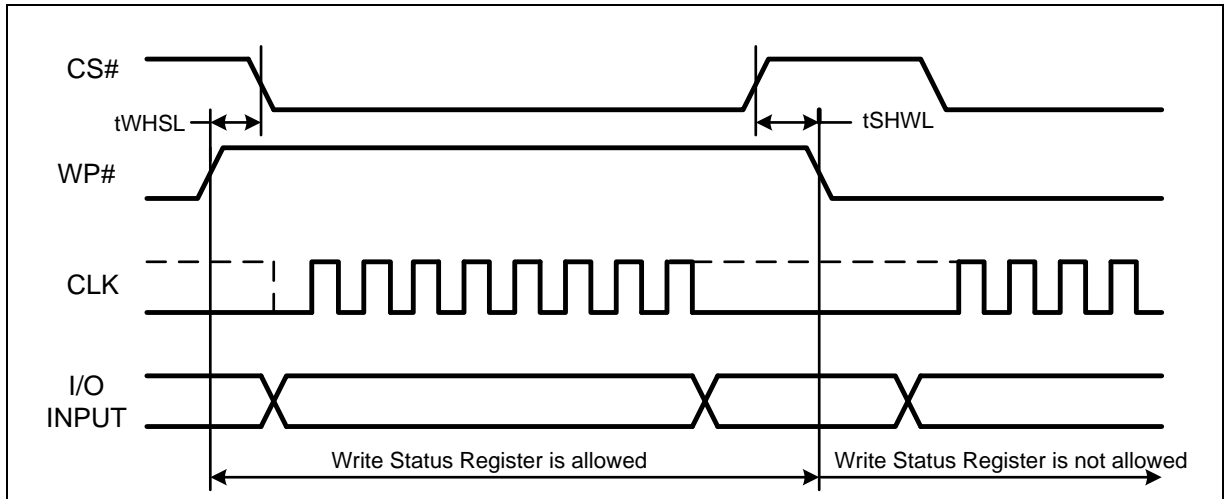 CS#
tWHSL
tSHWL
WP#
CLK
I/O
INPUT
Write Status Register is allowed
Write Status Register is not allowed